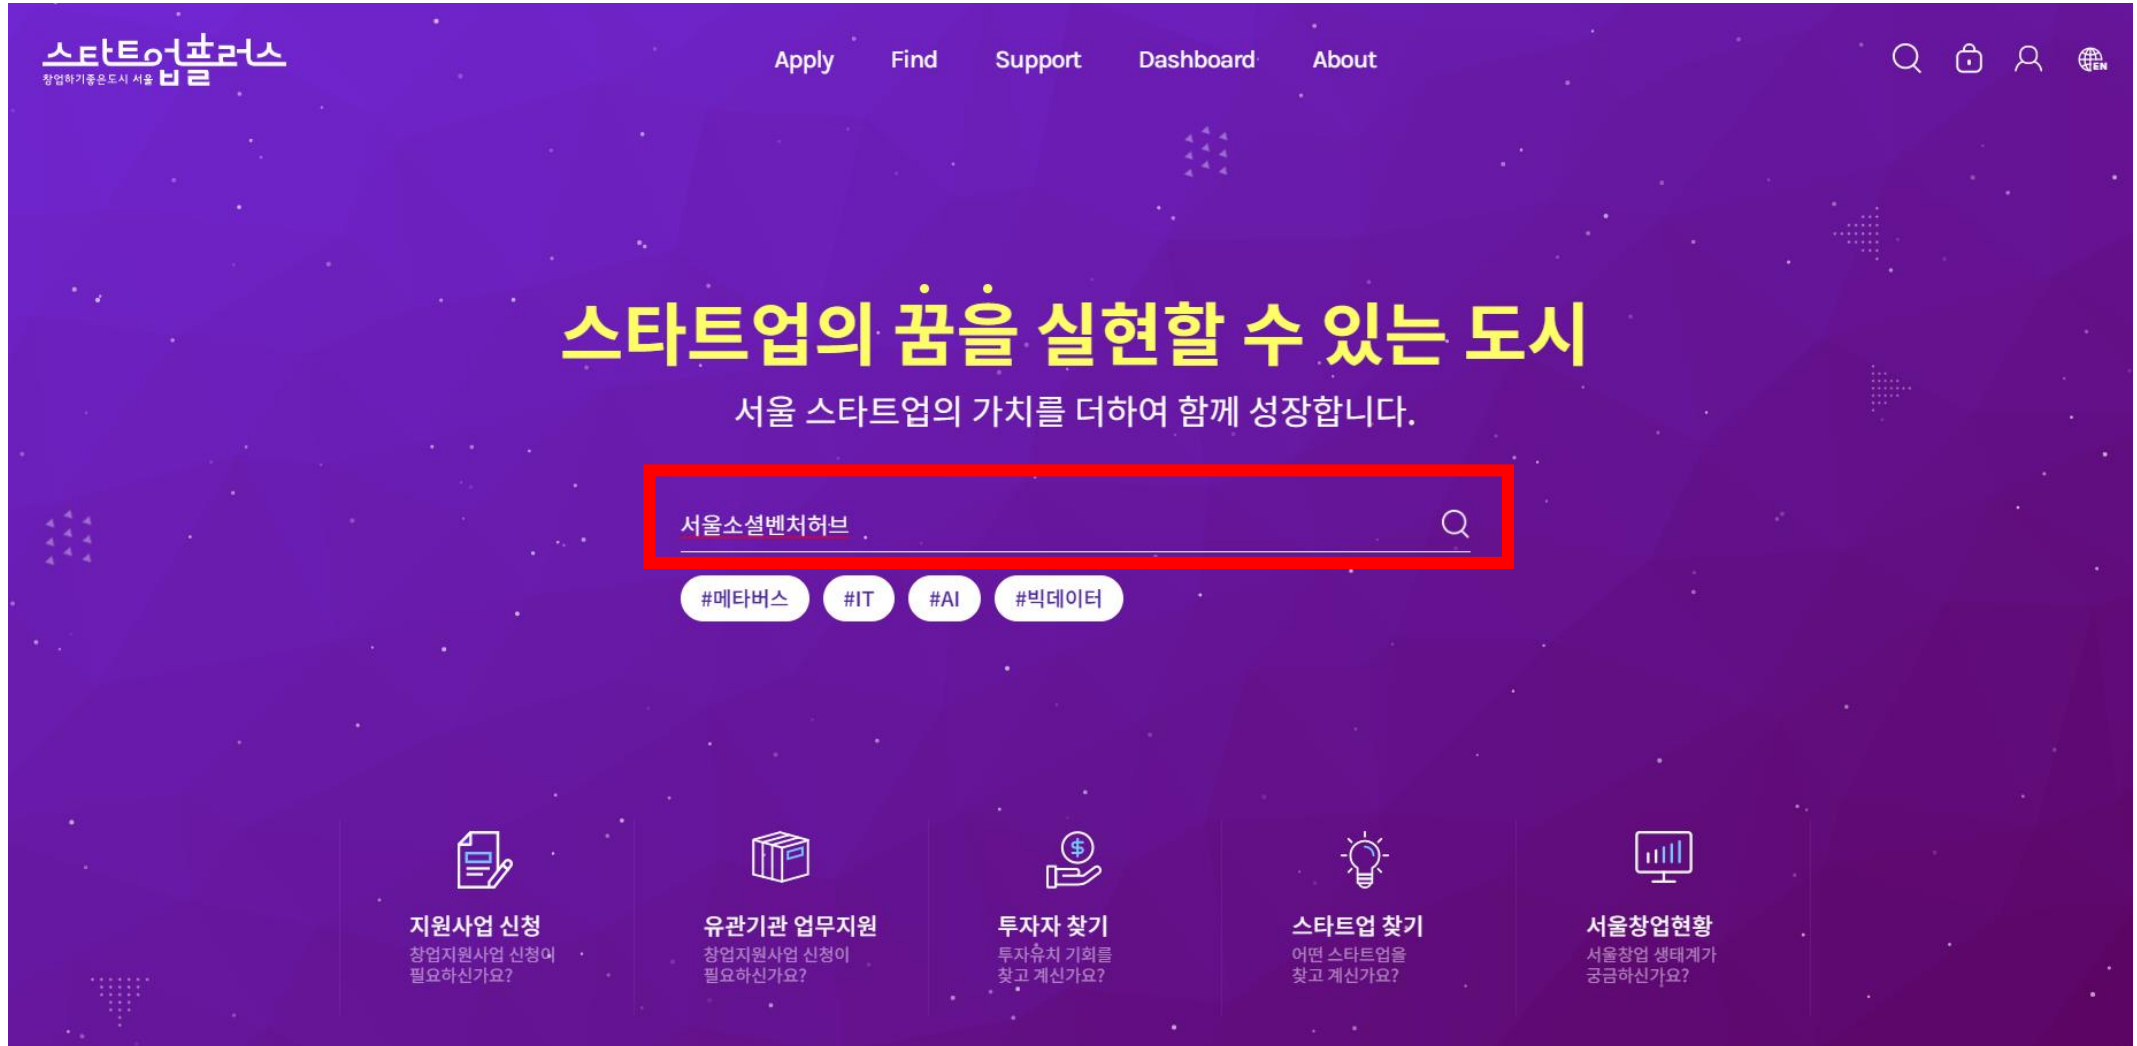 스타트업플러스
창업하기좋은도시 서울
Apply Find Support Dashboard About
EN
스타트업의 꿈을 실현할 수 있는 도시
서울 스타트업의 가치를 더하여 함께 성장합니다.
서울소셜벤처허브
#메타버스 #IT #AI #빅데이터
지원사업 신청
창업지원사업 신청이
필요하신가요?
유관기관 업무지원
창업지원사업 신청이
필요하신가요?
투자자 찾기
투자유치 기회를
찾고 계신가요?
스타트업 찾기
어떤 스타트업을
찾고 계신가요?
서울창업현황
서울창업 생태계가
궁금하신가요?